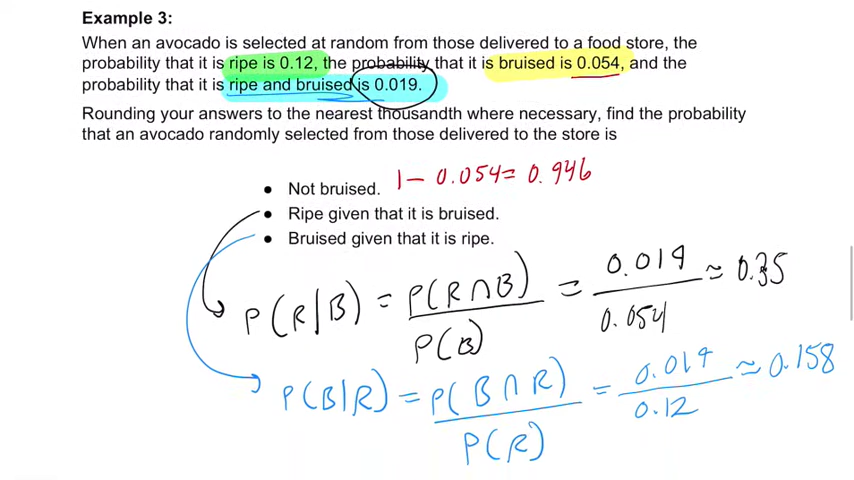 Example 3:
When an avocado is selected at random from those delivered to a food store, the
probability that it is ripe is 0.12, the probability that it is bruised is 0.054, and the
probability that it is ripe and bruised is 0.019.
Rounding your answers to the nearest thousandth where necessary, find the probability
that an avocado randomly selected from those delivered to the store is
• Not bruised. 1 - 0.054 = 0.946
• Ripe given that it is bruised.
• Bruised given that it is ripe.
P(R|B) = P(R∩B) / P(B) = 0.019 / 0.054 ≈ 0.35
P(B|R) = P(B∩R) / P(R) = 0.019 / 0.12 ≈ 0.158